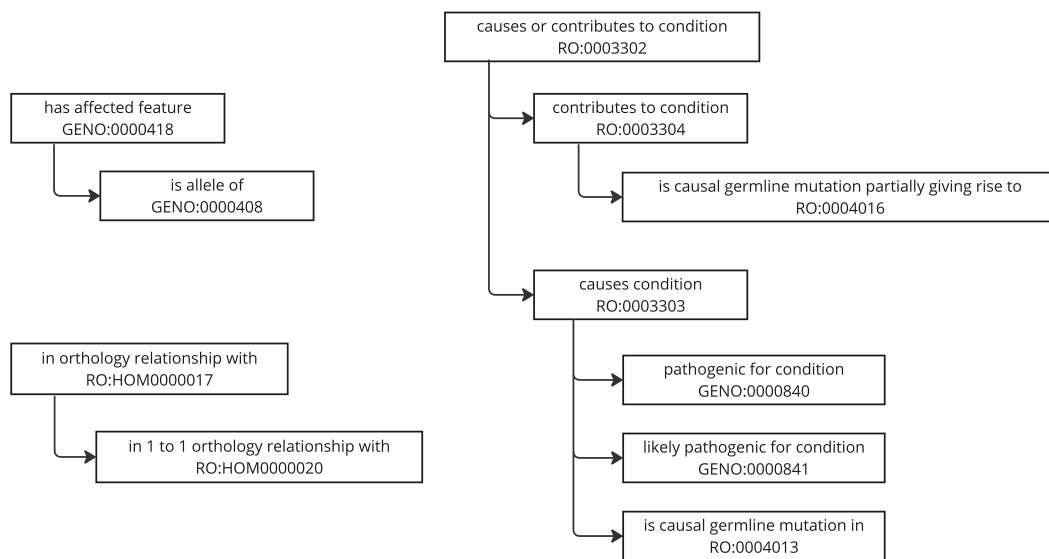 causes or contributes to condition
RO:0003302
has affected feature
GENO:0000418
contributes to condition
RO:0003304
is allele of
GENO:0000408
is causal germline mutation partially giving rise to
RO:0004016
causes condition
RO:0003303
in orthology relationship with
RO:HOM0000017
pathogenic for condition
GENO:0000840
in 1 to 1 orthology relationship with
RO:HOM0000020
likely pathogenic for condition
GENO:0000841
is causal germline mutation in
RO:0004013